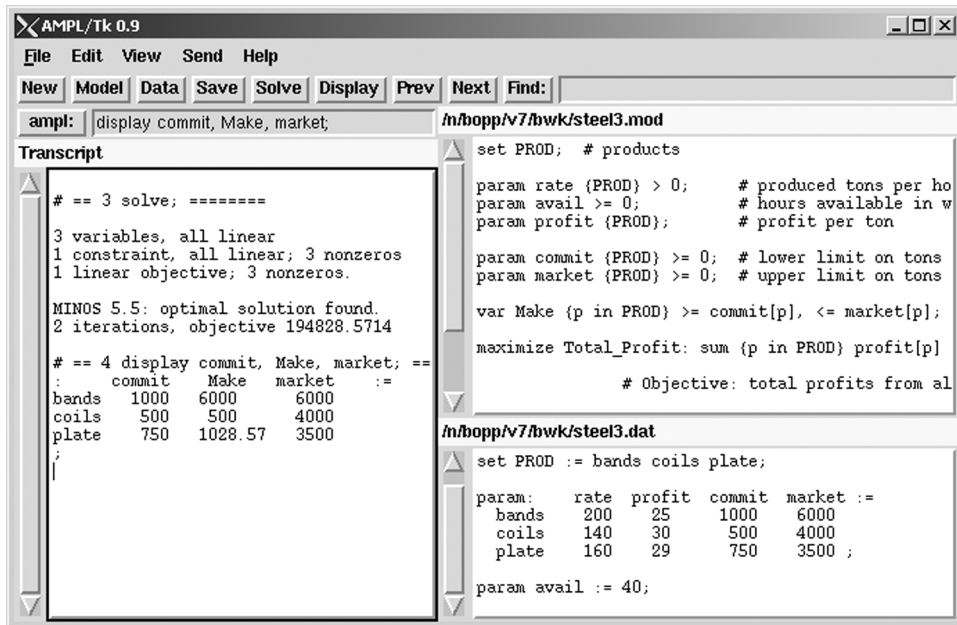 AMPL/Tk 0.9
File Edit View Send Help
New Model Data Save Solve Display Prev Next Find:
ampl: display commit, Make, market;
Transcript
# == 3 solve; ========
3 variables, all linear
1 constraint, all linear; 3 nonzeros
1 linear objective; 3 nonzeros.
MINOS 5.5: optimal solution found.
2 iterations, objective 194828.5714
# == 4 display commit, Make, market; ==
: commit Make market :=
bands 1000 6000 6000
coils 500 500 4000
plate 750 1028.57 3500
;
/n/bopp/v7/bwk/steel3.mod
set PROD; # products
param rate {PROD} > 0; # produced tons per ho
param avail >= 0; # hours available in w
param profit {PROD}; # profit per ton
param commit {PROD} >= 0; # lower limit on tons
param market {PROD} >= 0; # upper limit on tons
var Make {p in PROD} >= commit[p], <= market[p];
maximize Total_Profit: sum {p in PROD} profit[p]
# Objective: total profits from al
/n/bopp/v7/bwk/steel3.dat
set PROD := bands coils plate;
param: rate profit commit market :=
bands 200 25 1000 6000
coils 140 30 500 4000
plate 160 29 750 3500 ;
param avail := 40;